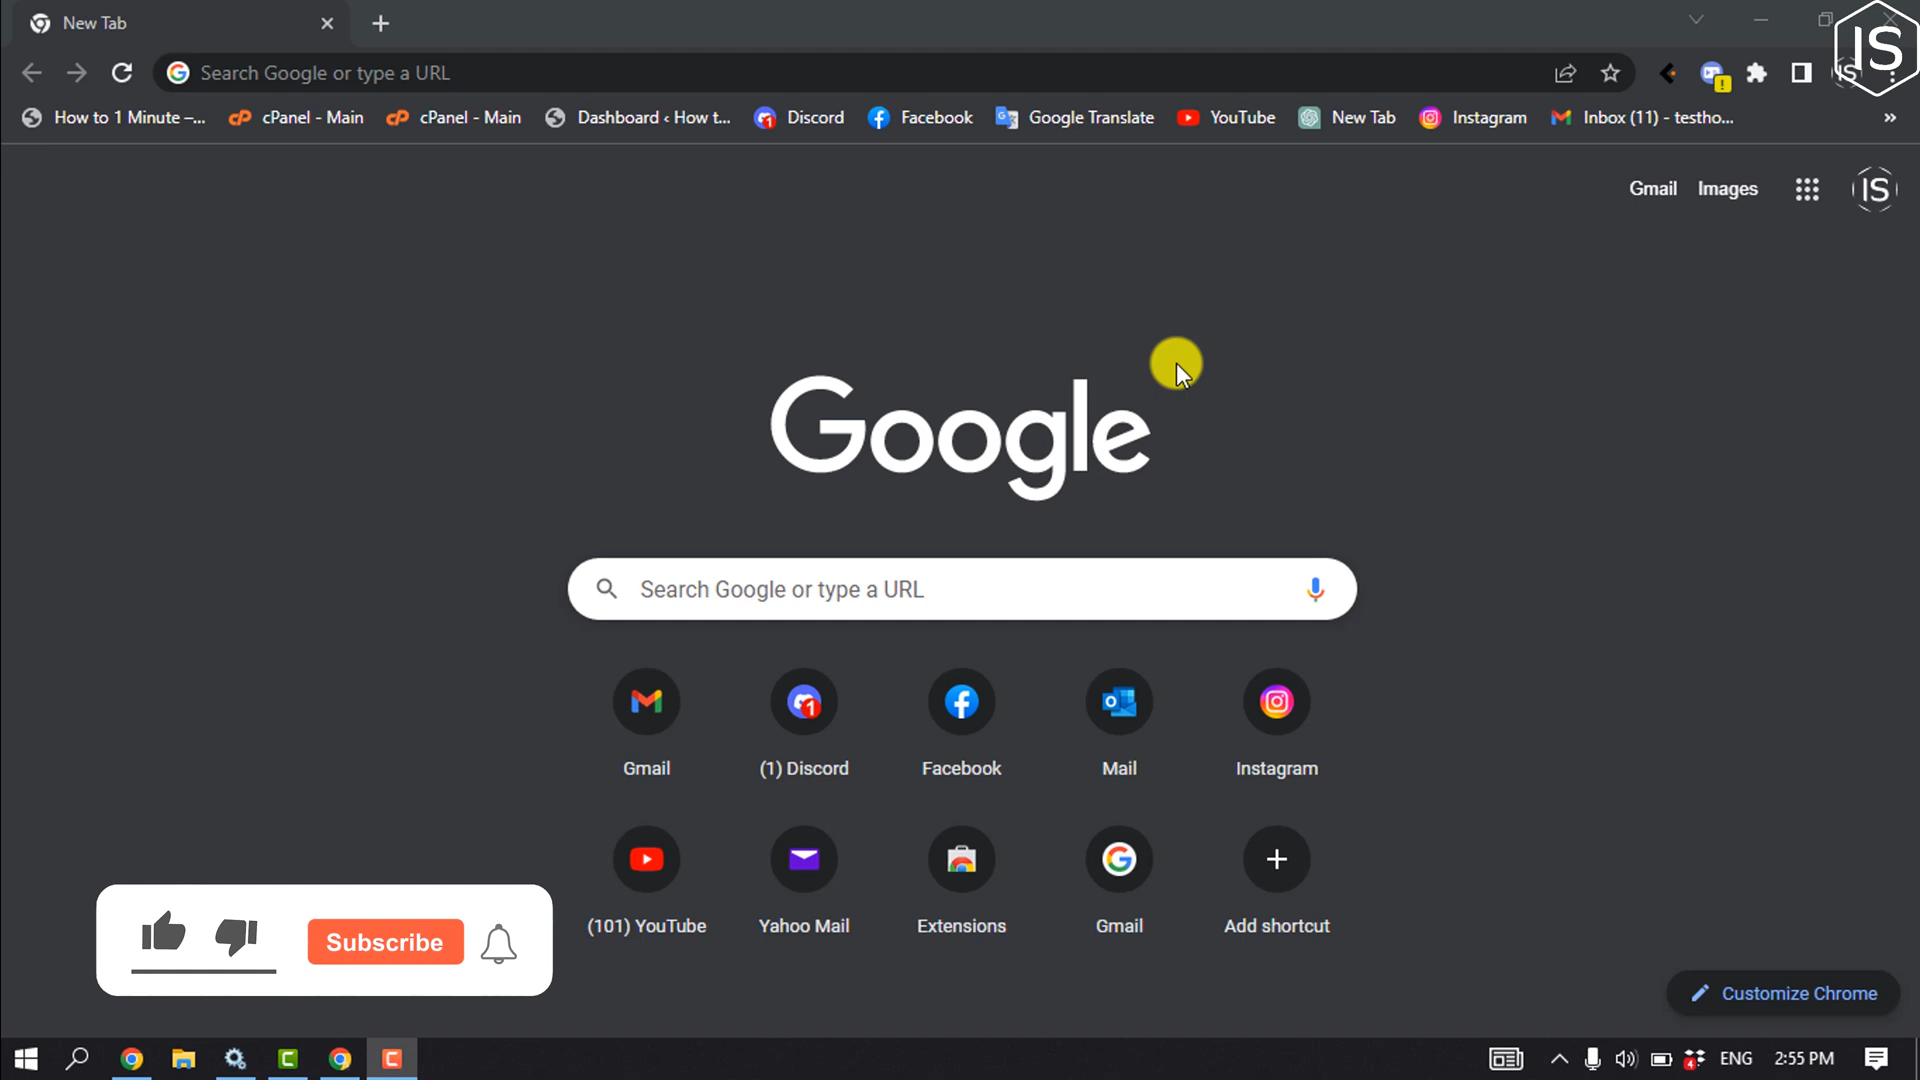 New Tab
IS
Search Google or type a URL
IS
How to 1 Minute –...
cPanel - Main
cPanel - Main
Dashboard ‹ How t...
Discord
Facebook
Google Translate
YouTube
New Tab
Instagram
Inbox (11) - testho...
»
Gmail
Images
IS
Google
Search Google or type a URL
Gmail
(1) Discord
Facebook
Mail
Instagram
(101) YouTube
Yahoo Mail
Extensions
Gmail
Add shortcut
Subscribe
Customize Chrome
ENG
2:55 PM